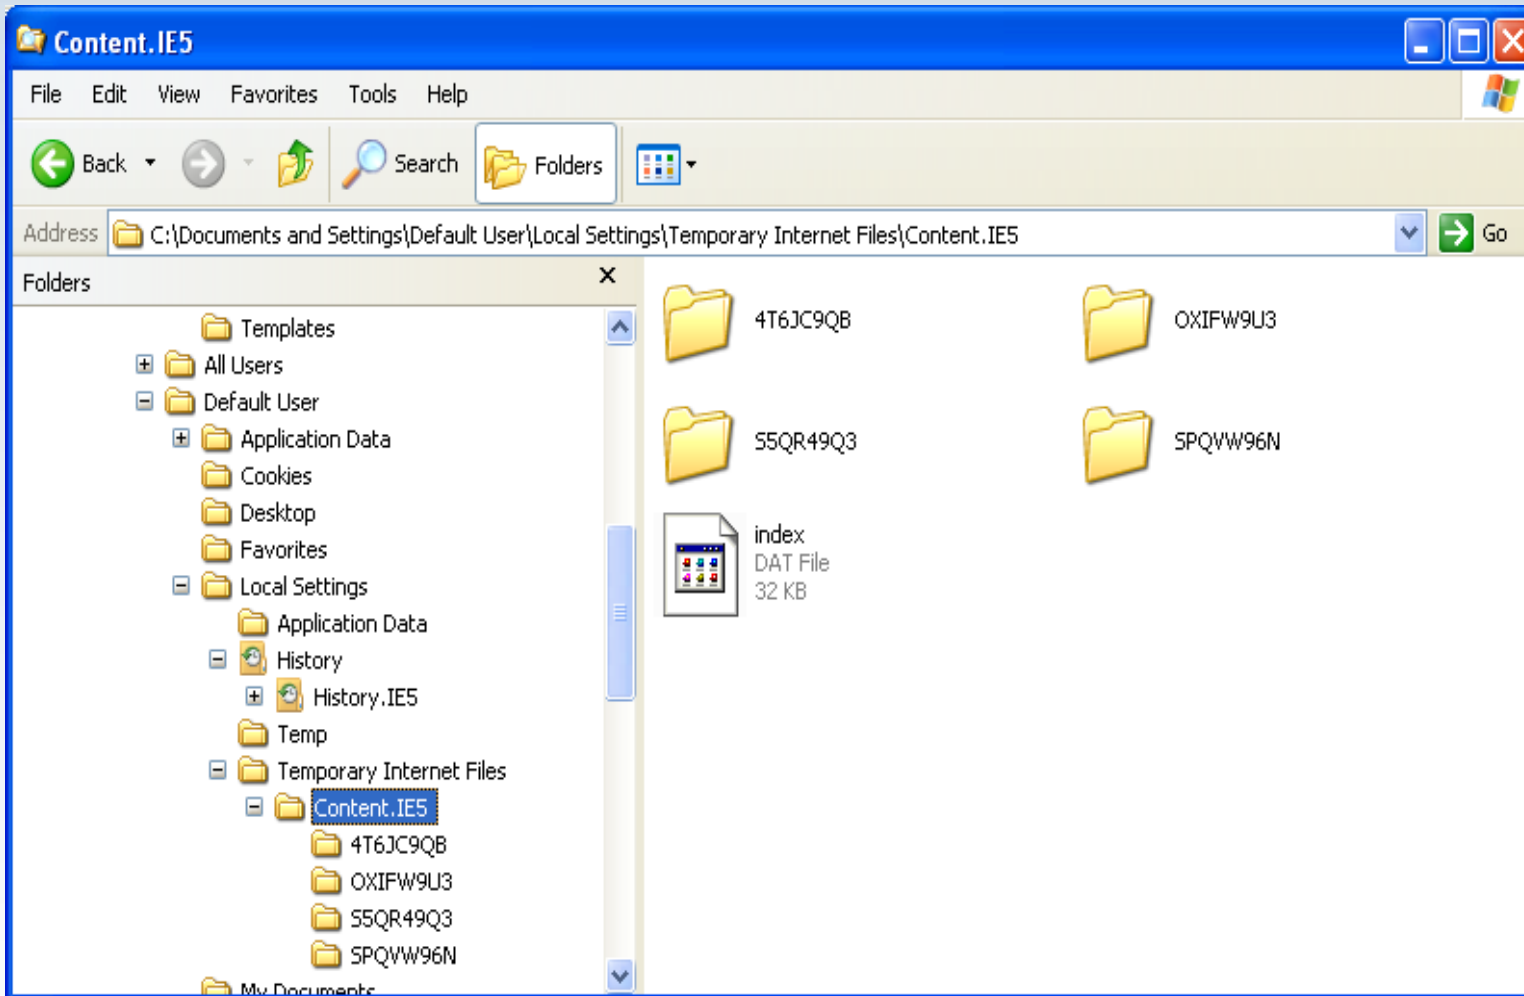 Content.IE5
File Edit View Favorites Tools Help
Back Search Folders
Address C:\Documents and Settings\Default User\Local Settings\Temporary Internet Files\Content.IE5 Go
Folders
Templates
All Users
Default User
Application Data
Cookies
Desktop
Favorites
Local Settings
Application Data
History
History.IE5
Temp
Temporary Internet Files
Content.IE5
4T6JC9QB
OXIFW9U3
S5QR49Q3
SPQVW96N
My Documents
4T6JC9QB
OXIFW9U3
S5QR49Q3
SPQVW96N
index
DAT File
32 KB